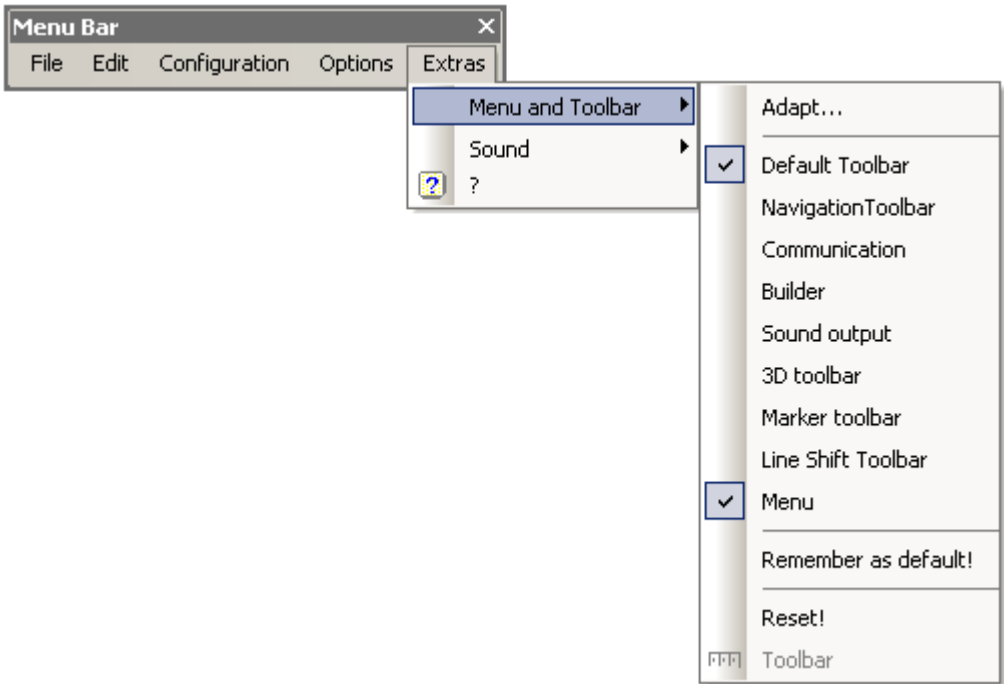 Menu Bar
File Edit Configuration Options Extras
Menu and Toolbar
Sound
?
Adapt...
Default Toolbar
NavigationToolbar
Communication
Builder
Sound output
3D toolbar
Marker toolbar
Line Shift Toolbar
Menu
Remember as default!
Reset!
Toolbar